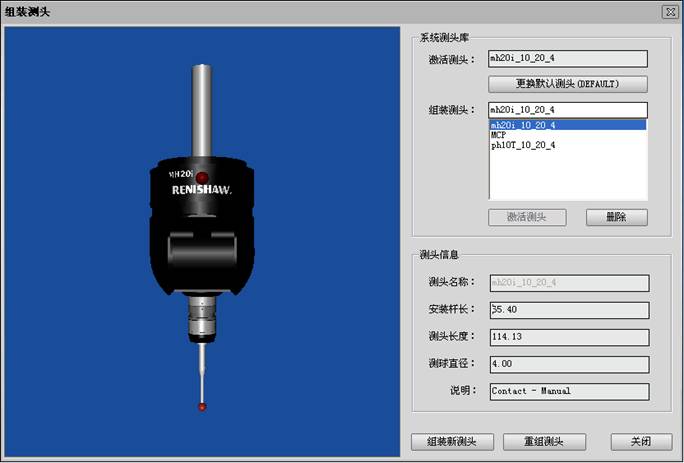 组装测头
MH20i
RENISHAW.
系统测头库
激活测头：
mh20i_10_20_4
更换默认测头(DEFAULT)
组装测头：
mh20i_10_20_4
mh20i_10_20_4
MCP
ph10T_10_20_4
激活测头
删除
测头信息
测头名称：
mh20i_10_20_4
安装杆长：
35.40
测头长度：
114.13
测球直径：
4.00
说明：
Contact - Manual
组装新测头
重组测头
关闭